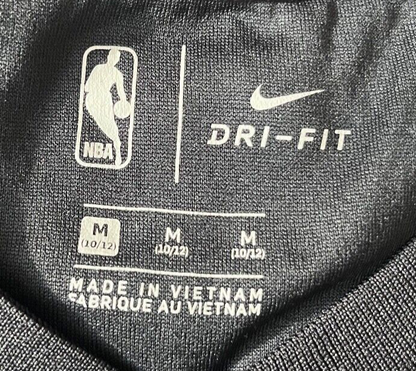 NBA
DRI-FIT
M M M
(10/12) (10/12) (10/12)
MADE IN VIETNAM
FABRIQUE AU VIETNAM